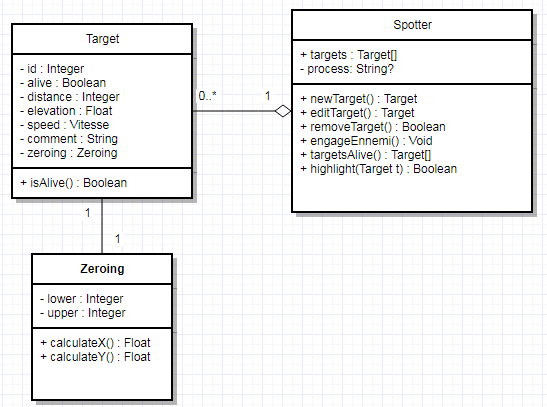 Target
- id : Integer
- alive : Boolean
- distance : Integer
- elevation : Float
- speed : Vitesse
- comment : String
- zeroing : Zeroing
+ isAlive() : Boolean
0..*
1
Spotter
+ targets : Target[]
- process: String?
+ newTarget() : Target
+ editTarget() : Target
+ removeTarget() : Boolean
+ engageEnnemi() : Void
+ targetsAlive() : Target[]
+ highlight(Target t) : Boolean
1
1
Zeroing
- lower : Integer
- upper : Integer
+ calculateX() : Float
+ calculateY() : Float